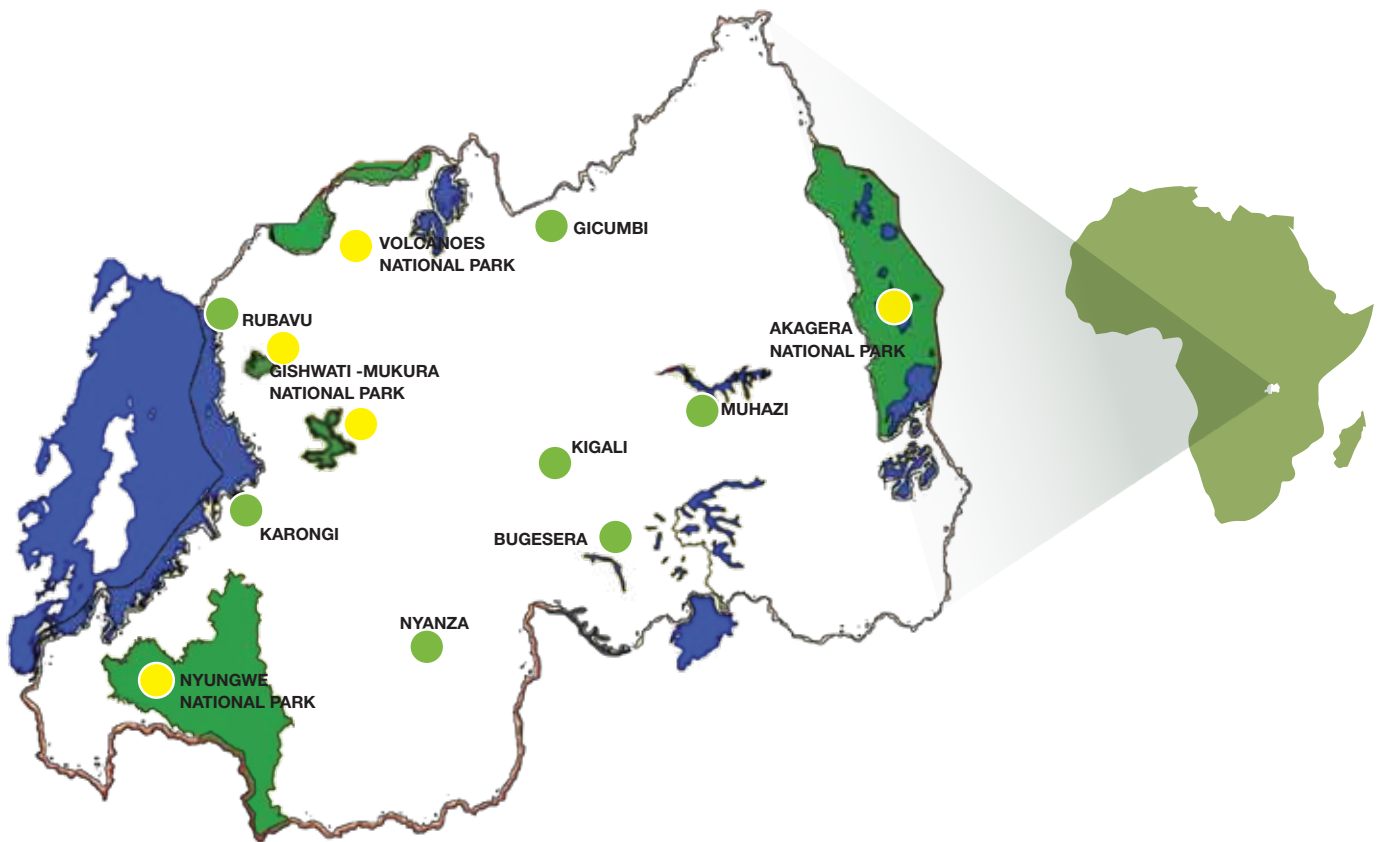 GICUMBI
VOLCANOES
NATIONAL PARK
RUBAVU
AKAGERA
NATIONAL PARK
GISHWATI -MUKURA
NATIONAL PARK
MUHAZI
KIGALI
KARONGI
BUGESERA
NYANZA
NYUNGWE
NATIONAL PARK